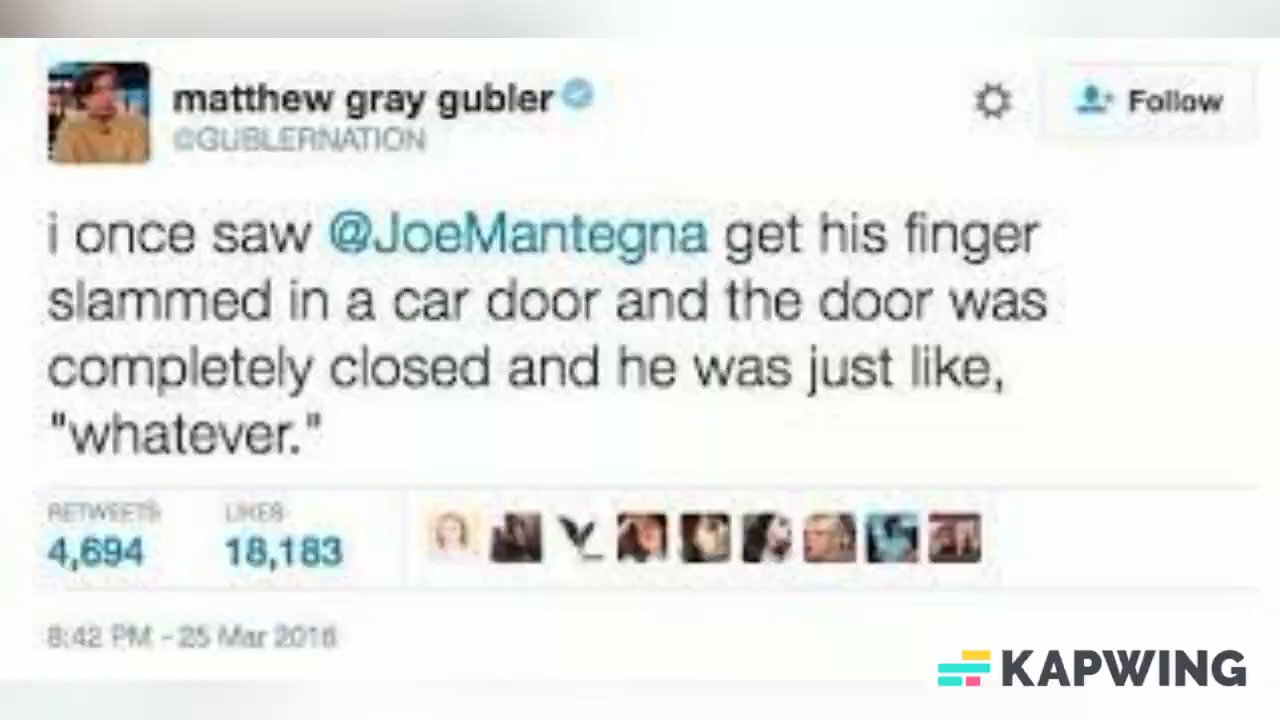 matthew gray gubler
@GUBLERNATION
Follow
i once saw @JoeMantegna get his finger
slammed in a car door and the door was
completely closed and he was just like,
"whatever."
RETWEETS LIKES
4,694 18,183
8:42 PM - 25 Mar 2016
KAPWING